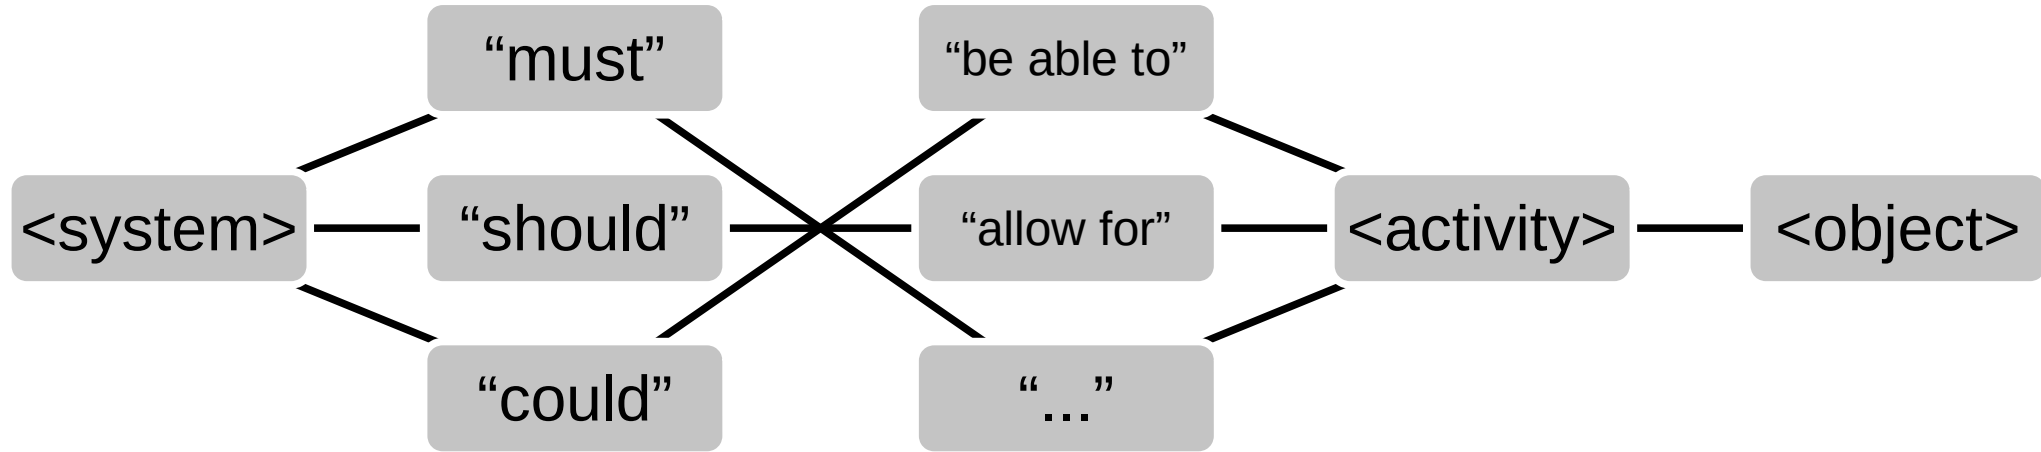 “must”
“be able to”
<system>
“should”
“allow for”
<activity>
<object>
“could”
“...”